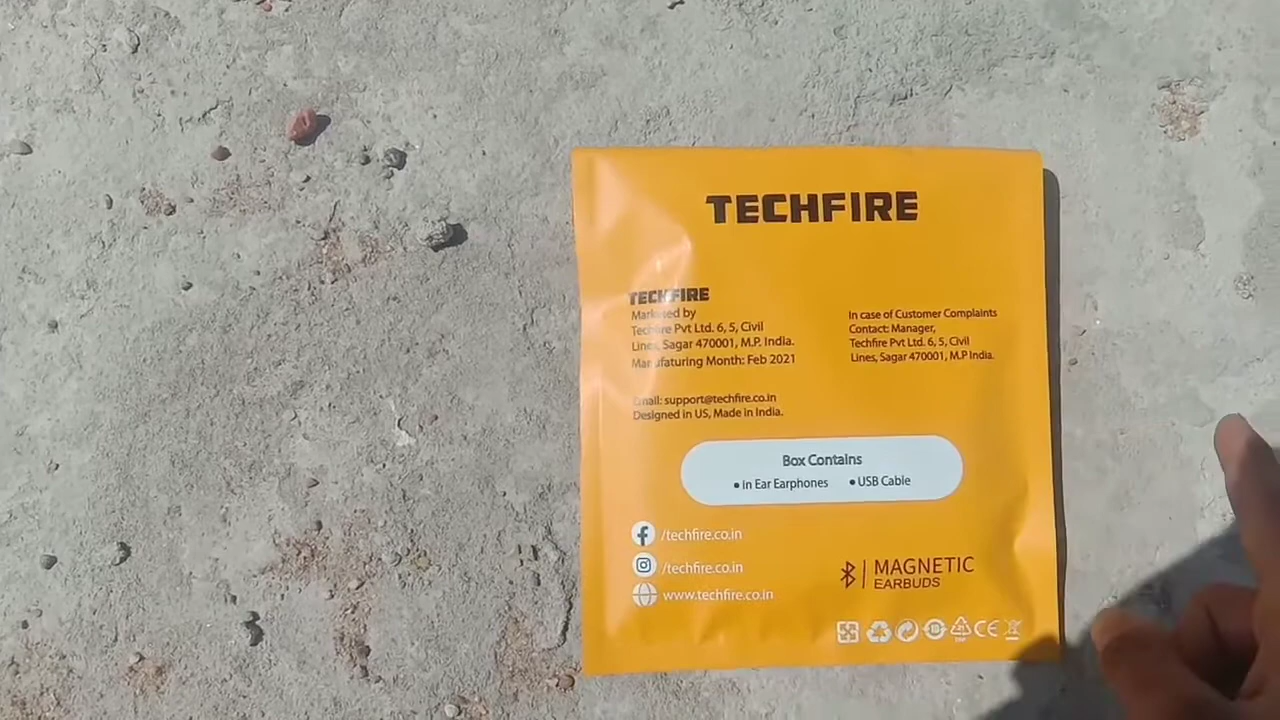 TECHFIRE
TECHFIRE
Marketed by
Techfire Pvt Ltd. 6, 5, Civil
Lines, Sagar 470001, M.P. India.
Manufaturing Month: Feb 2021
In case of Customer Complaints
Contact: Manager,
Techfire Pvt Ltd. 6, 5, Civil
Lines, Sagar 470001, M.P India.
Email: support@techfire.co.in
Designed in US, Made in India.
Box Contains
• in Ear Earphones • USB Cable
/techfire.co.in
/techfire.co.in
www.techfire.co.in
MAGNETIC
EARBUDS
CE